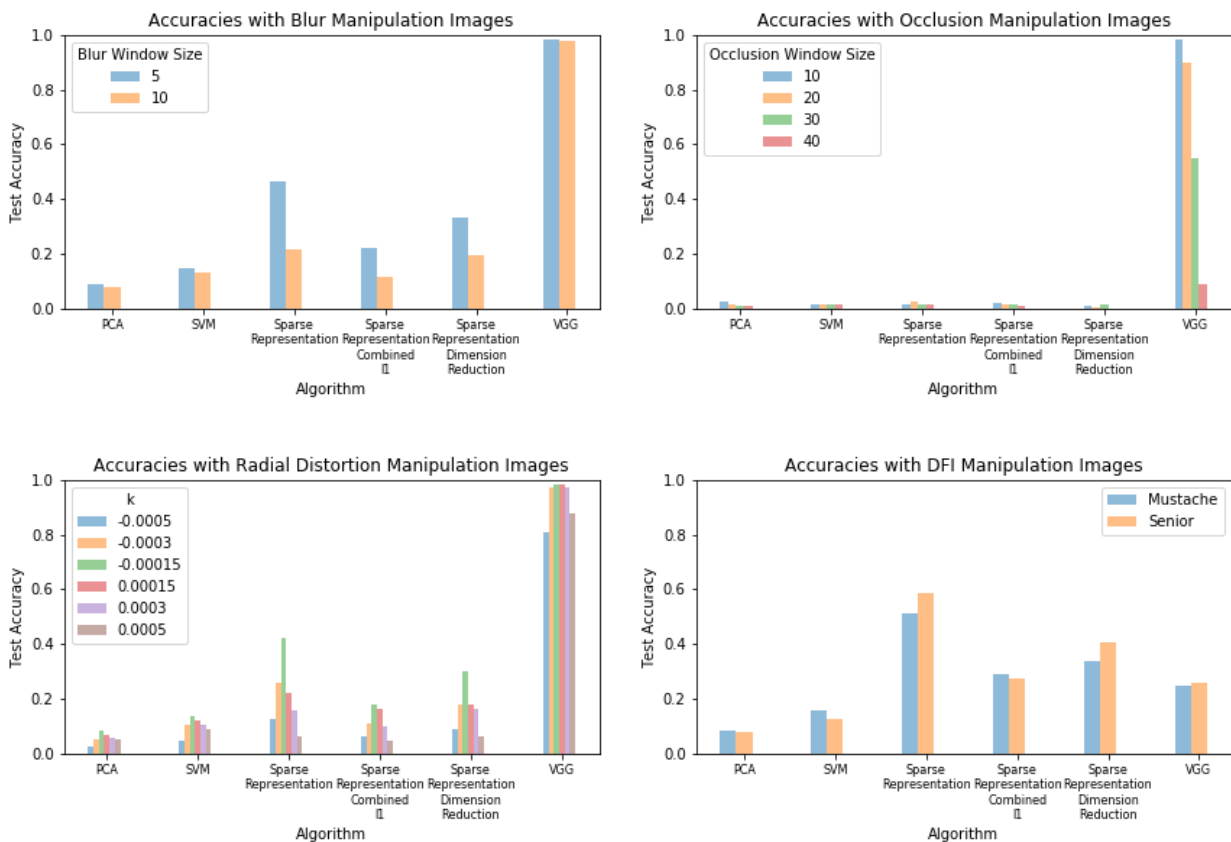 Accuracies with Blur Manipulation Images
Test Accuracy
1.0
0.8
0.6
0.4
0.2
0.0
Blur Window Size
5
10
PCA
SVM
Sparse
Representation
Sparse
Representation
Combined
l1
Sparse
Representation
Dimension
Reduction
VGG
Algorithm
Accuracies with Occlusion Manipulation Images
Test Accuracy
1.0
0.8
0.6
0.4
0.2
0.0
Occlusion Window Size
10
20
30
40
PCA
SVM
Sparse
Representation
Sparse
Representation
Combined
l1
Sparse
Representation
Dimension
Reduction
VGG
Algorithm
Accuracies with Radial Distortion Manipulation Images
Test Accuracy
1.0
0.8
0.6
0.4
0.2
0.0
k
-0.0005
-0.0003
-0.00015
0.00015
0.0003
0.0005
PCA
SVM
Sparse
Representation
Sparse
Representation
Combined
l1
Sparse
Representation
Dimension
Reduction
VGG
Algorithm
Accuracies with DFI Manipulation Images
Test Accuracy
1.0
0.8
0.6
0.4
0.2
0.0
Mustache
Senior
PCA
SVM
Sparse
Representation
Sparse
Representation
Combined
l1
Sparse
Representation
Dimension
Reduction
VGG
Algorithm